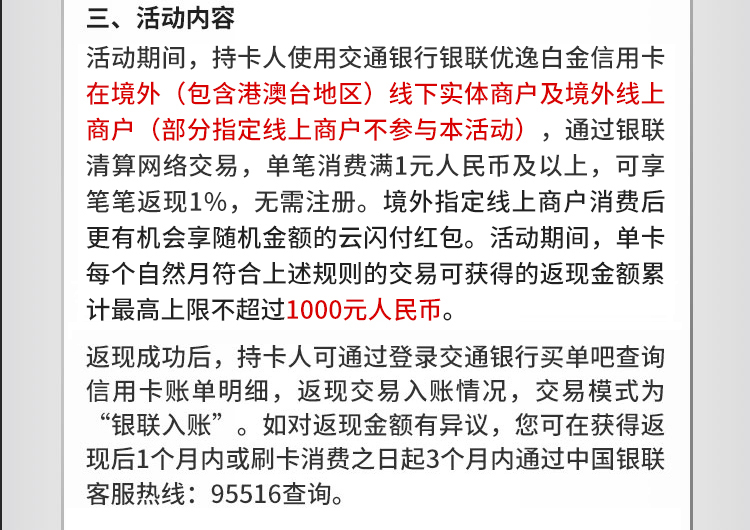 三、活动内容
活动期间，持卡人使用交通银行银联优逸白金信用卡
在境外（包含港澳台地区）线下实体商户及境外线上
商户（部分指定线上商户不参与本活动），通过银联
清算网络交易，单笔消费满1元人民币及以上，可享
笔笔返现1%，无需注册。境外指定线上商户消费后
更有机会享随机金额的云闪付红包。活动期间，单卡
每个自然月符合上述规则的交易可获得的返现金额累
计最高上限不超过1000元人民币。
返现成功后，持卡人可通过登录交通银行买单吧查询
信用卡账单明细，返现交易入账情况，交易模式为
“银联入账”。如对返现金额有异议，您可在获得返
现后1个月内或刷卡消费之日起3个月内通过中国银联
客服热线：95516查询。